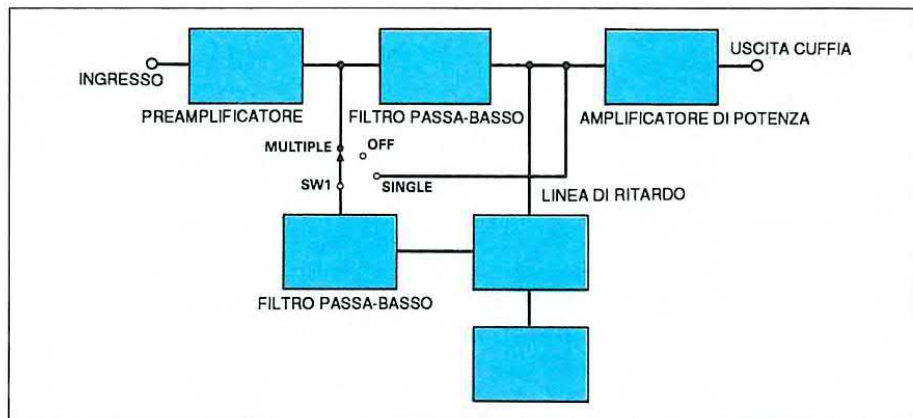 INGRESSO
PREAMPLIFICATORE
FILTRO PASSA-BASSO
USCITA CUFFIA
AMPLIFICATORE DI POTENZA
MULTIPLE
OFF
SW1
SINGLE
LINEA DI RITARDO
FILTRO PASSA-BASSO